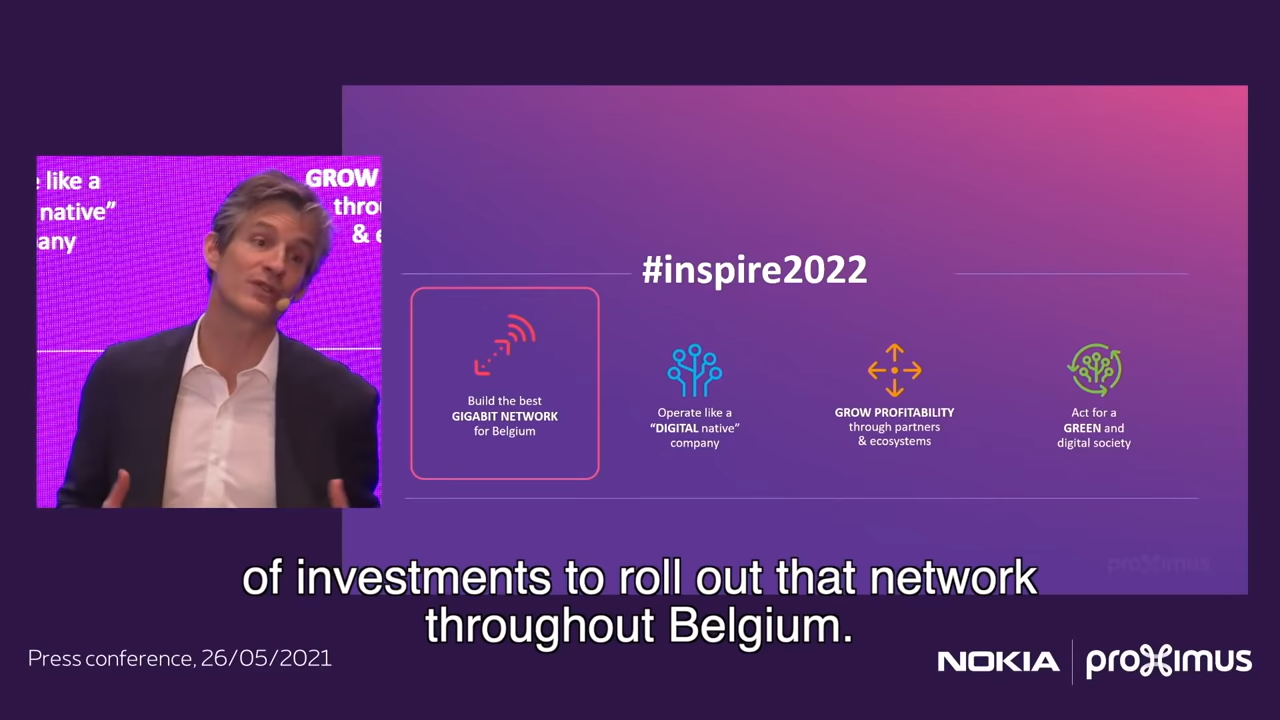 e like a
native”
any
GROW
thro
& e
#inspire2022
Build the best
GIGABIT NETWORK
for Belgium
Operate like a
“DIGITAL native”
company
GROW PROFITABILITY
through partners
& ecosystems
Act for a
GREEN and
digital society
proximus
of investments to roll out that network
throughout Belgium.
Press conference, 26/05/2021
NOKIA
proximus